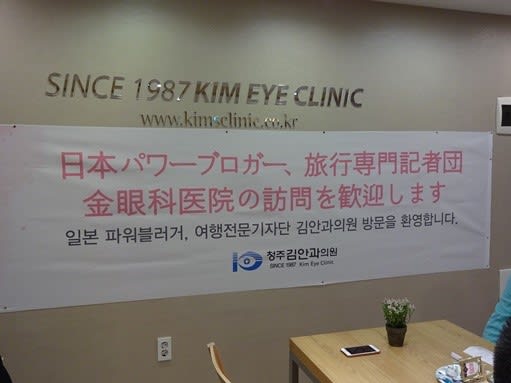 SINCE 1987 KIM EYE CLINIC
www.kimsclinic.co.kr
日本パワーブロガー、旅行専門記者団
金眼科医院の訪問を歓迎します
일본 파워블러거, 여행전문기자단 김안과의원 방문을 환영합니다.
청주김안과의원
SINCE 1987 Kim Eye Clinic